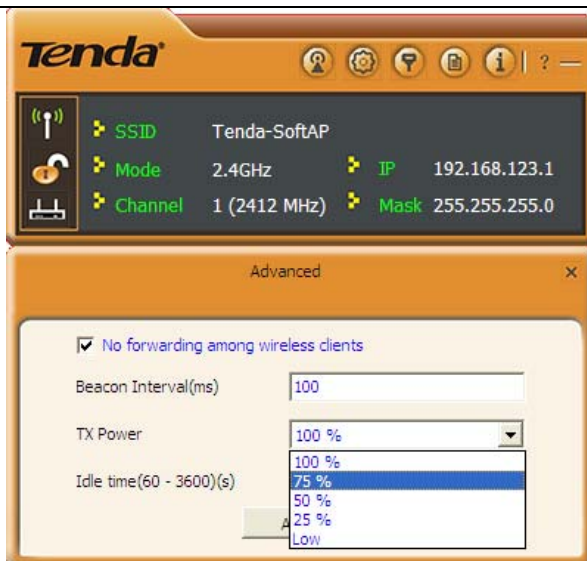 Tenda
? —
SSID Tenda-SoftAP
Mode 2.4GHz IP 192.168.123.1
Channel 1 (2412 MHz) Mask 255.255.255.0
Advanced ×
No forwarding among wireless clients
Beacon Interval(ms) 100
TX Power 100 %
100 %
Idle time(60 - 3600)(s) 75 %
50 %
25 %
Low